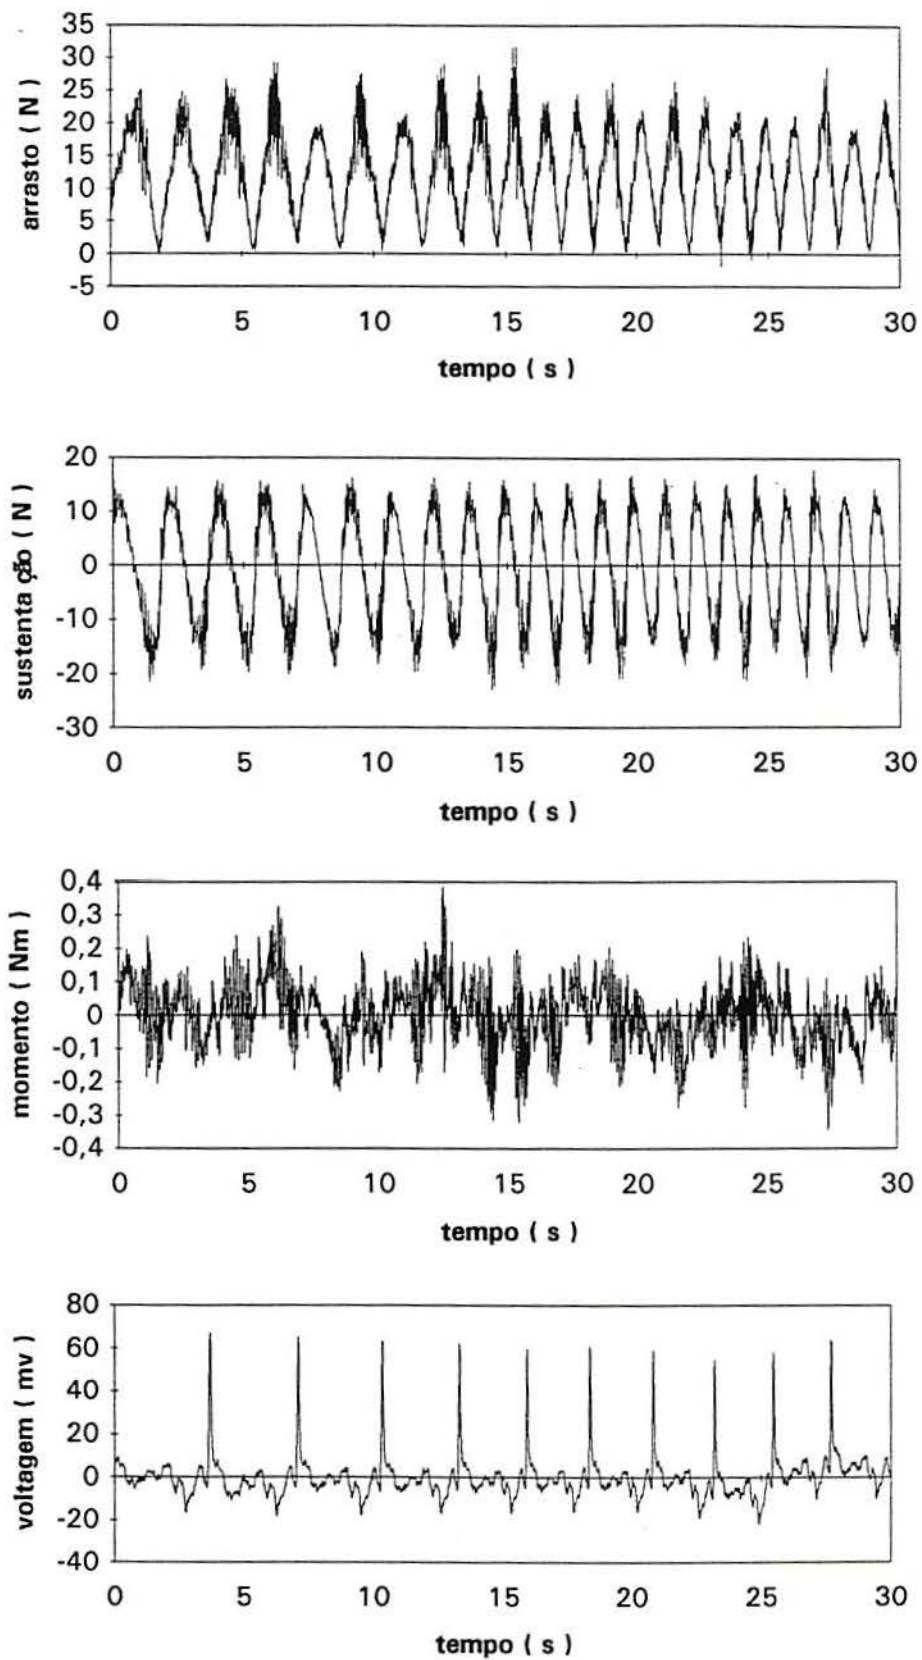 35
30
25
20
15
10
5
0
-5
arrasto ( N )
0 5 10 15 20 25 30
tempo ( s )
20
10
0
-10
-20
-30
sustenta ção ( N )
0 5 10 15 20 25 30
tempo ( s )
0,4
0,3
0,2
0,1
0
-0,1
-0,2
-0,3
-0,4
momento ( Nm )
0 5 10 15 20 25 30
tempo ( s )
80
60
40
20
0
-20
-40
voltagem ( mv )
0 5 10 15 20 25 30
tempo ( s )